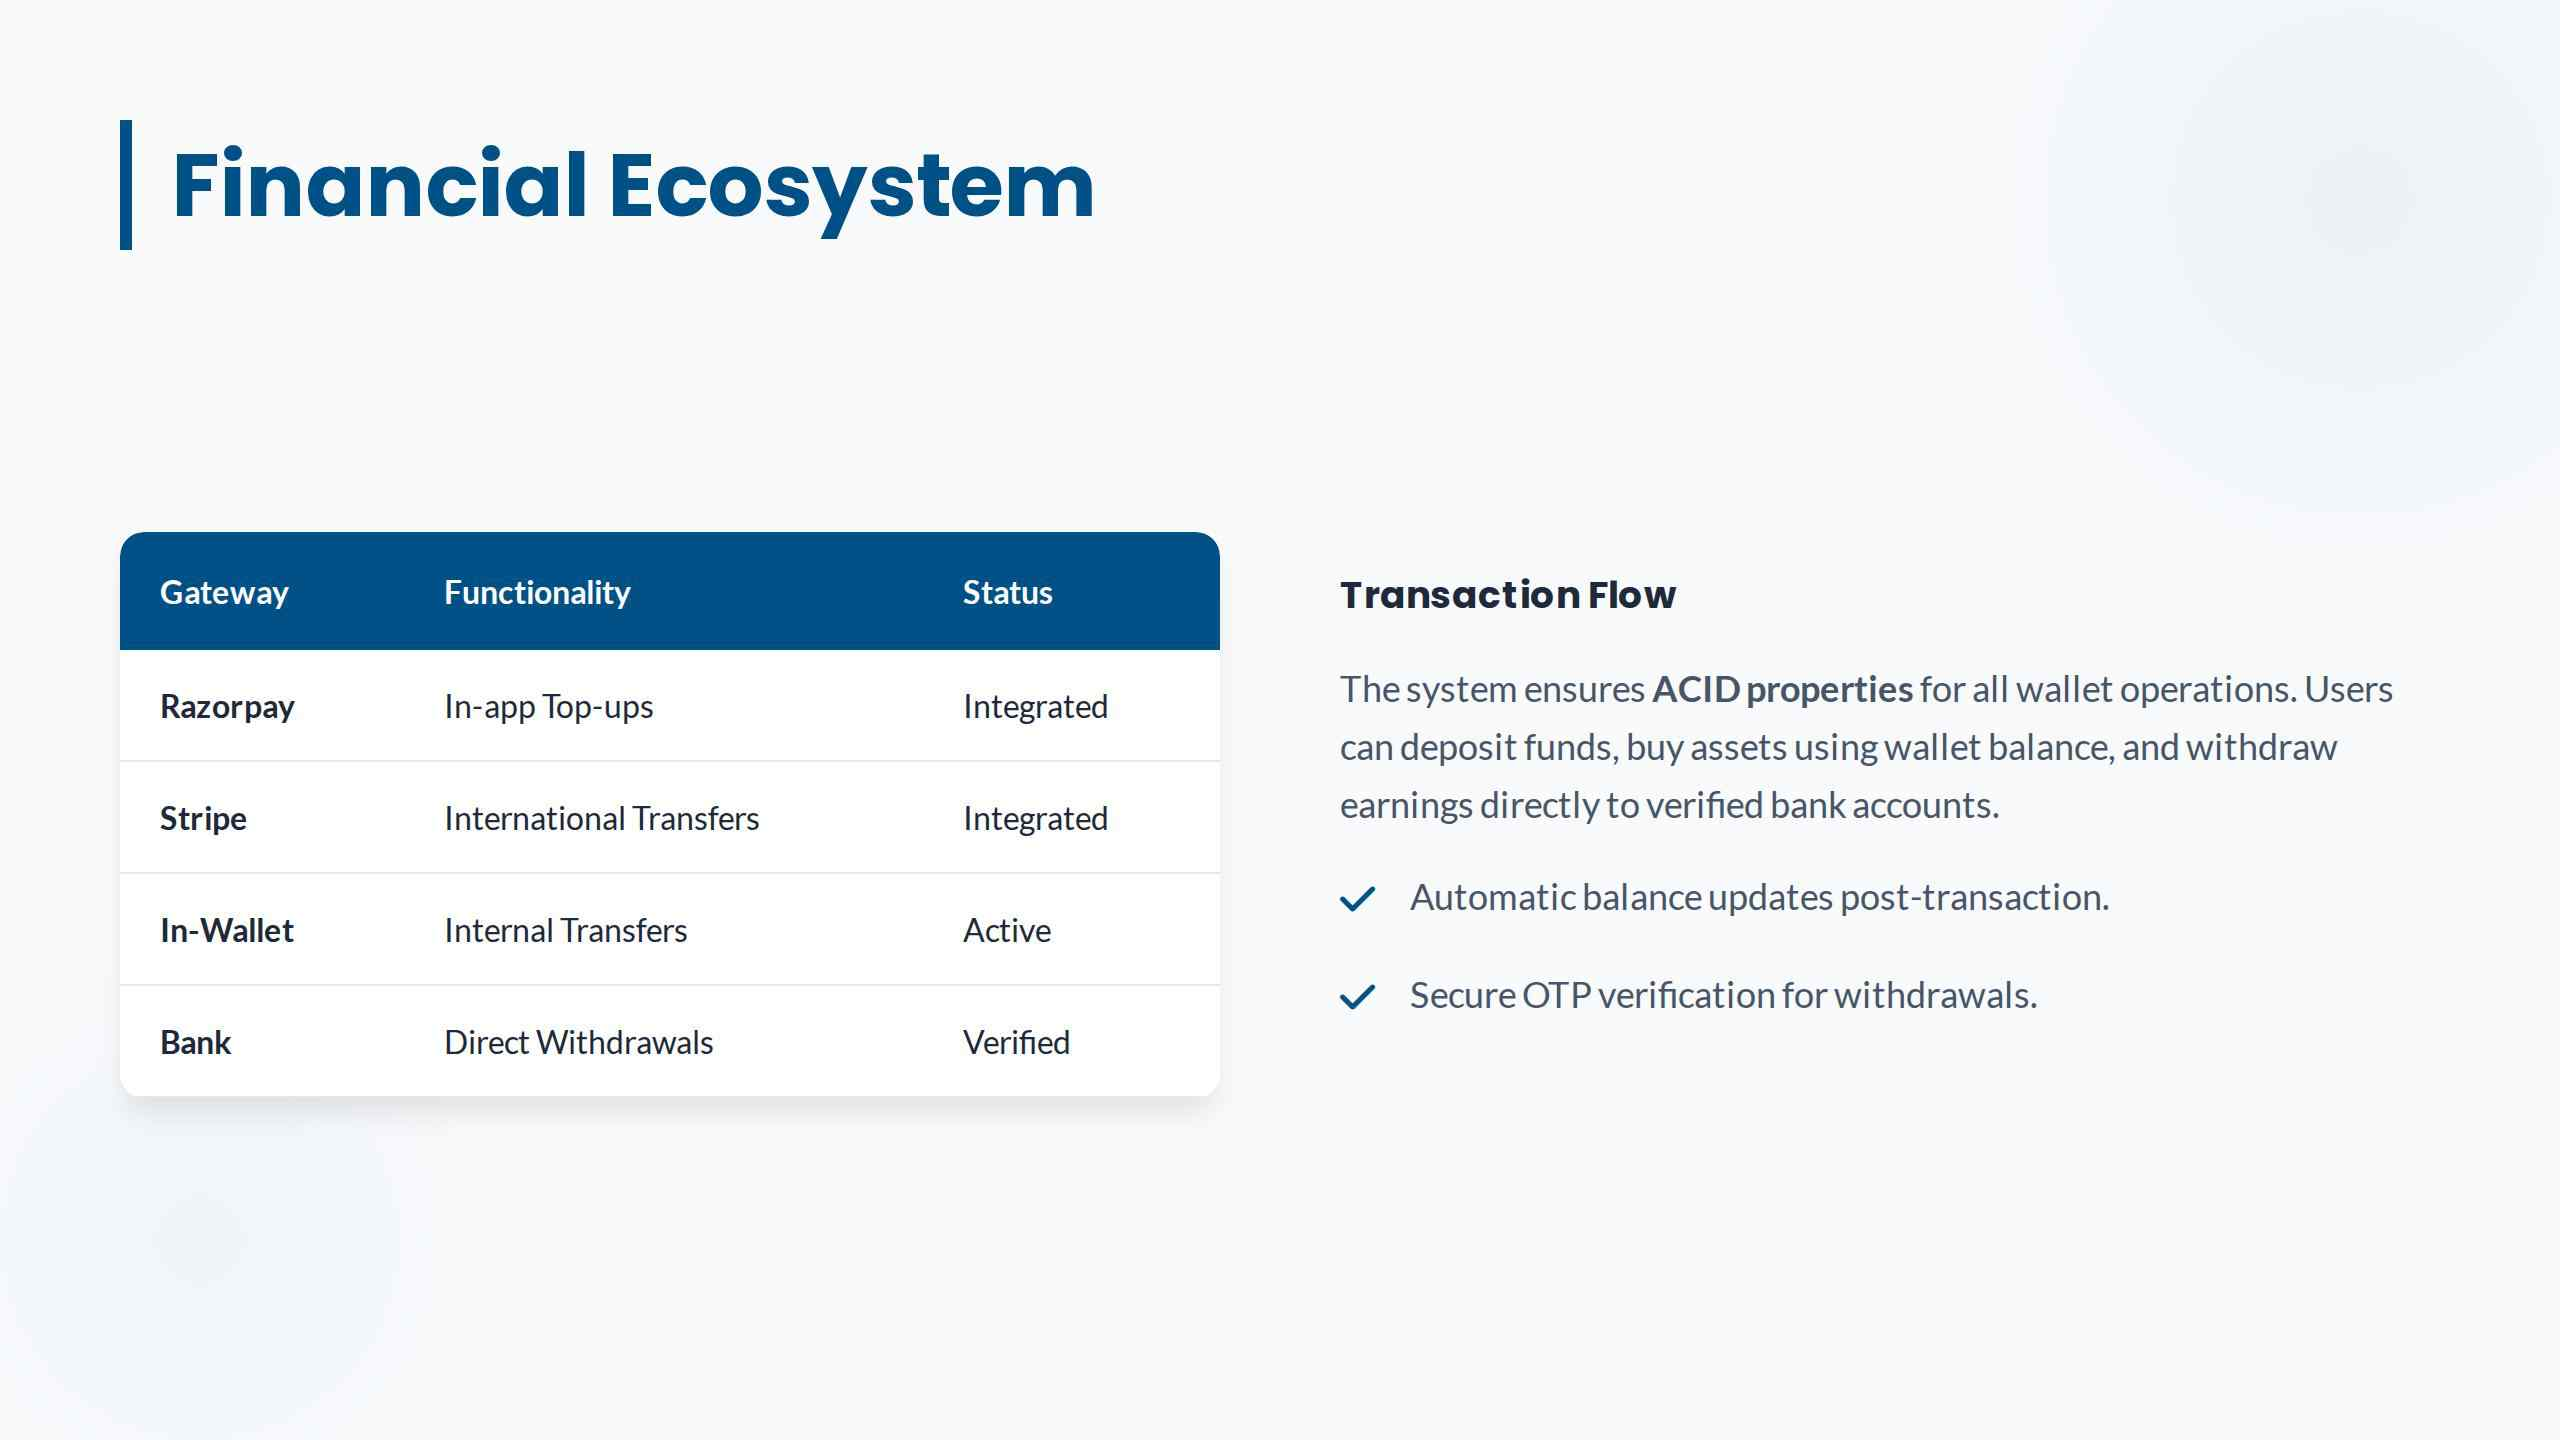 Financial Ecosystem
Gateway Functionality Status
Razorpay In-app Top-ups Integrated
Stripe International Transfers Integrated
In-Wallet Internal Transfers Active
Bank Direct Withdrawals Verified
Transaction Flow
The system ensures ACID properties for all wallet operations. Users
can deposit funds, buy assets using wallet balance, and withdraw
earnings directly to verified bank accounts.
Automatic balance updates post-transaction.
Secure OTP verification for withdrawals.